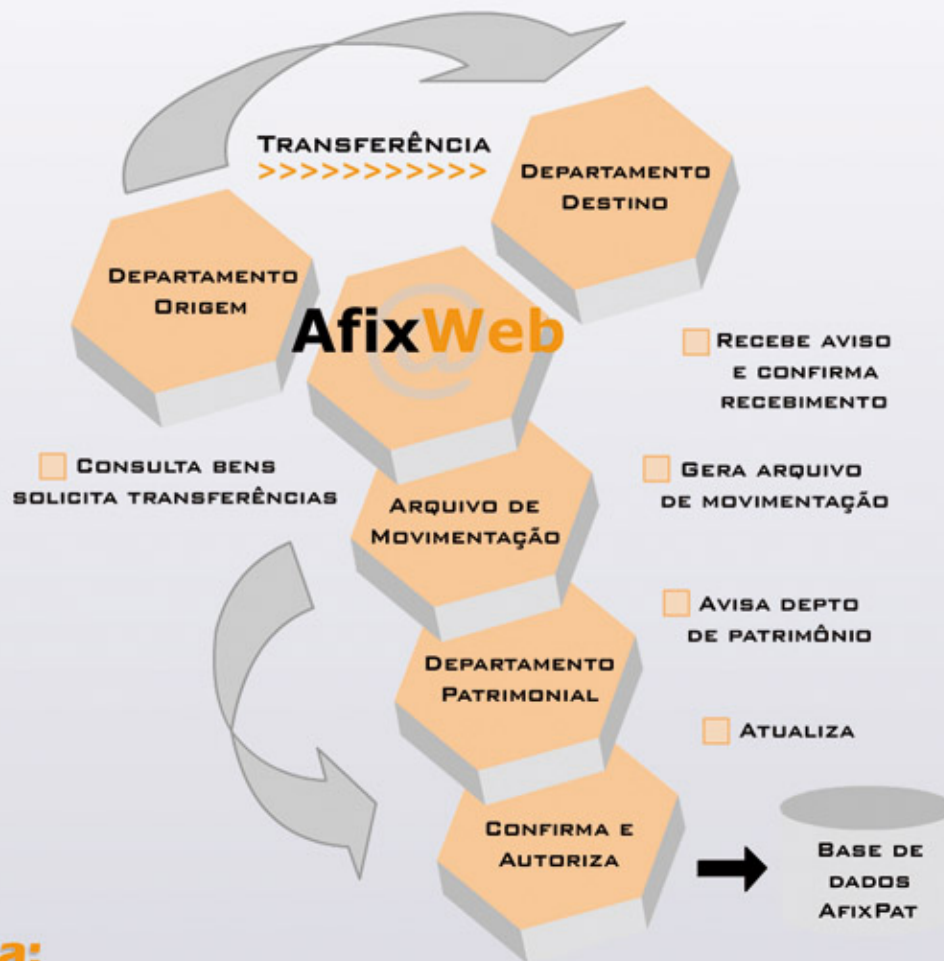 TRANSFERÊNCIA
>>>>>>>>>>>
DEPARTAMENTO
DESTINO
DEPARTAMENTO
ORIGEM
AfixWeb
@
RECEBE AVISO
E CONFIRMA
RECEBIMENTO
CONSULTA BENS
SOLICITA TRANSFERÊNCIAS
GERA ARQUIVO
DE MOVIMENTAÇÃO
ARQUIVO DE
MOVIMENTAÇÃO
AVISA DEPTO
DE PATRIMÔNIO
DEPARTAMENTO
PATRIMONIAL
ATUALIZA
CONFIRMA E
AUTORIZA
BASE DE
DADOS
AFIXPAT
a: